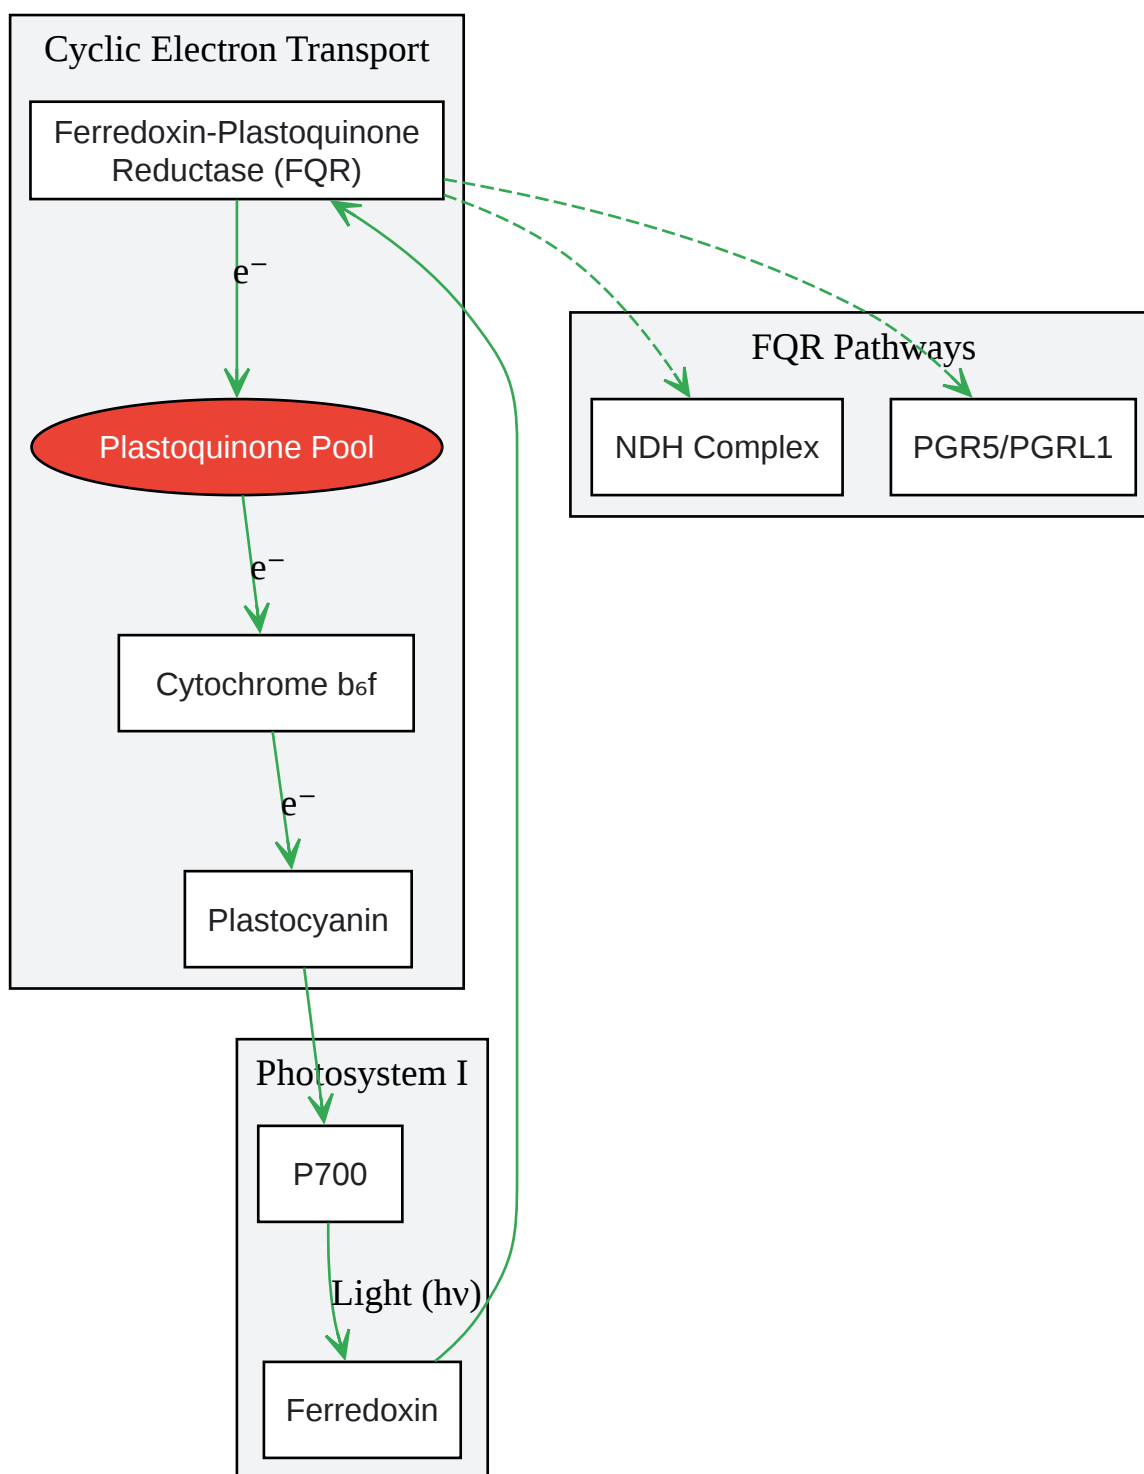 Cyclic Electron Transport
Ferredoxin-Plastoquinone
Reductase (FQR)
e⁻
FQR Pathways
Plastoquinone Pool
NDH Complex
PGR5/PGRL1
e⁻
Cytochrome b₆f
e⁻
Plastocyanin
Photosystem I
P700
Light (hν)
Ferredoxin